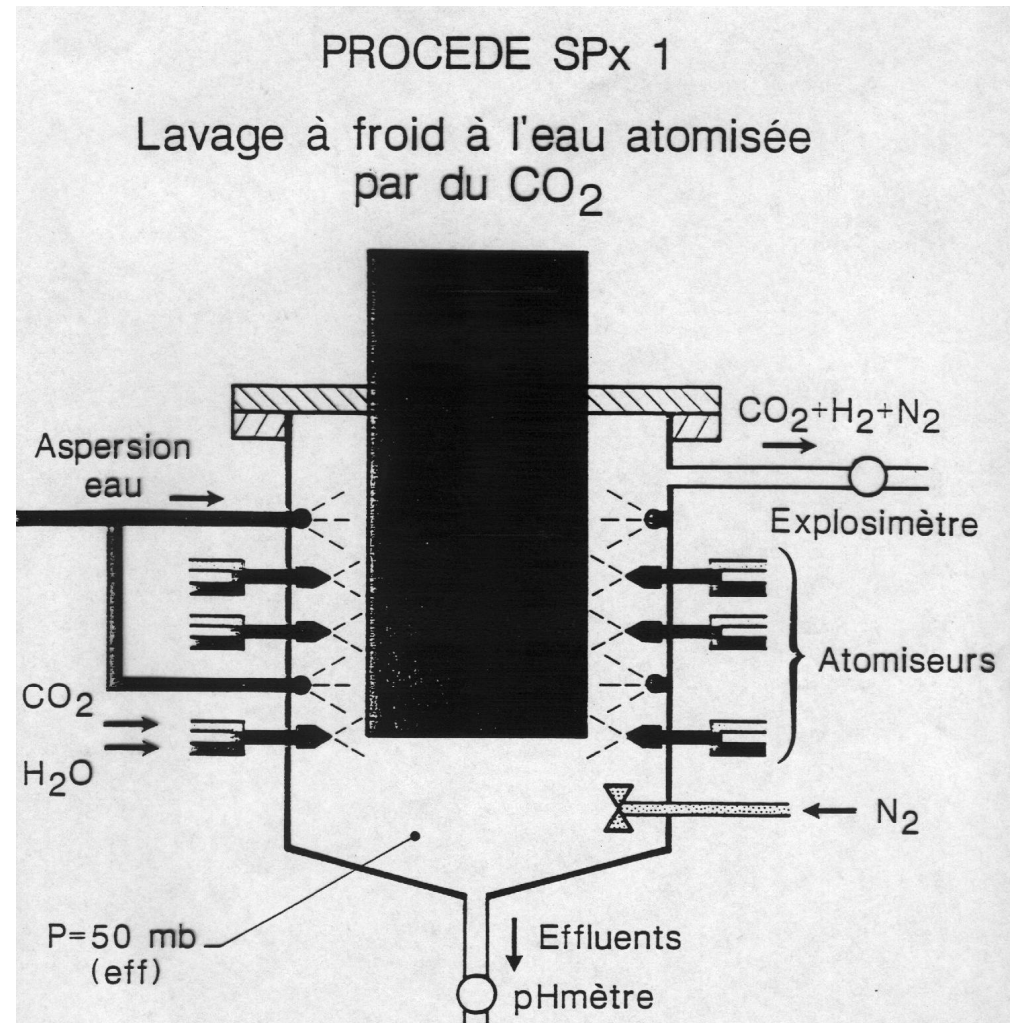 PROCEDE SPx 1
Lavage à froid à l'eau atomisée
par du CO2
Aspersion
eau
CO2+H2+N2
Explosimètre
Atomiseurs
CO2
H2O
N2
P=50 mb
(eff)
Effluents
pHmètre